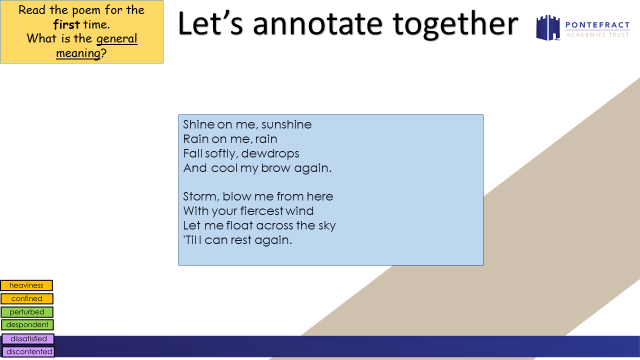 Read the poem for the
first time.
What is the general
meaning?
Let's annotate together
PONTEFRACT
ACADEMIES TRUST
Shine on me, sunshine
Rain on me, rain
Fall softly, dewdrops
And cool my brow again.
Storm, blow me from here
With your fiercest wind
Let me float across the sky
'Till I can rest again.
heaviness
confined
perturbed
despondent
dissatisfied
discontented